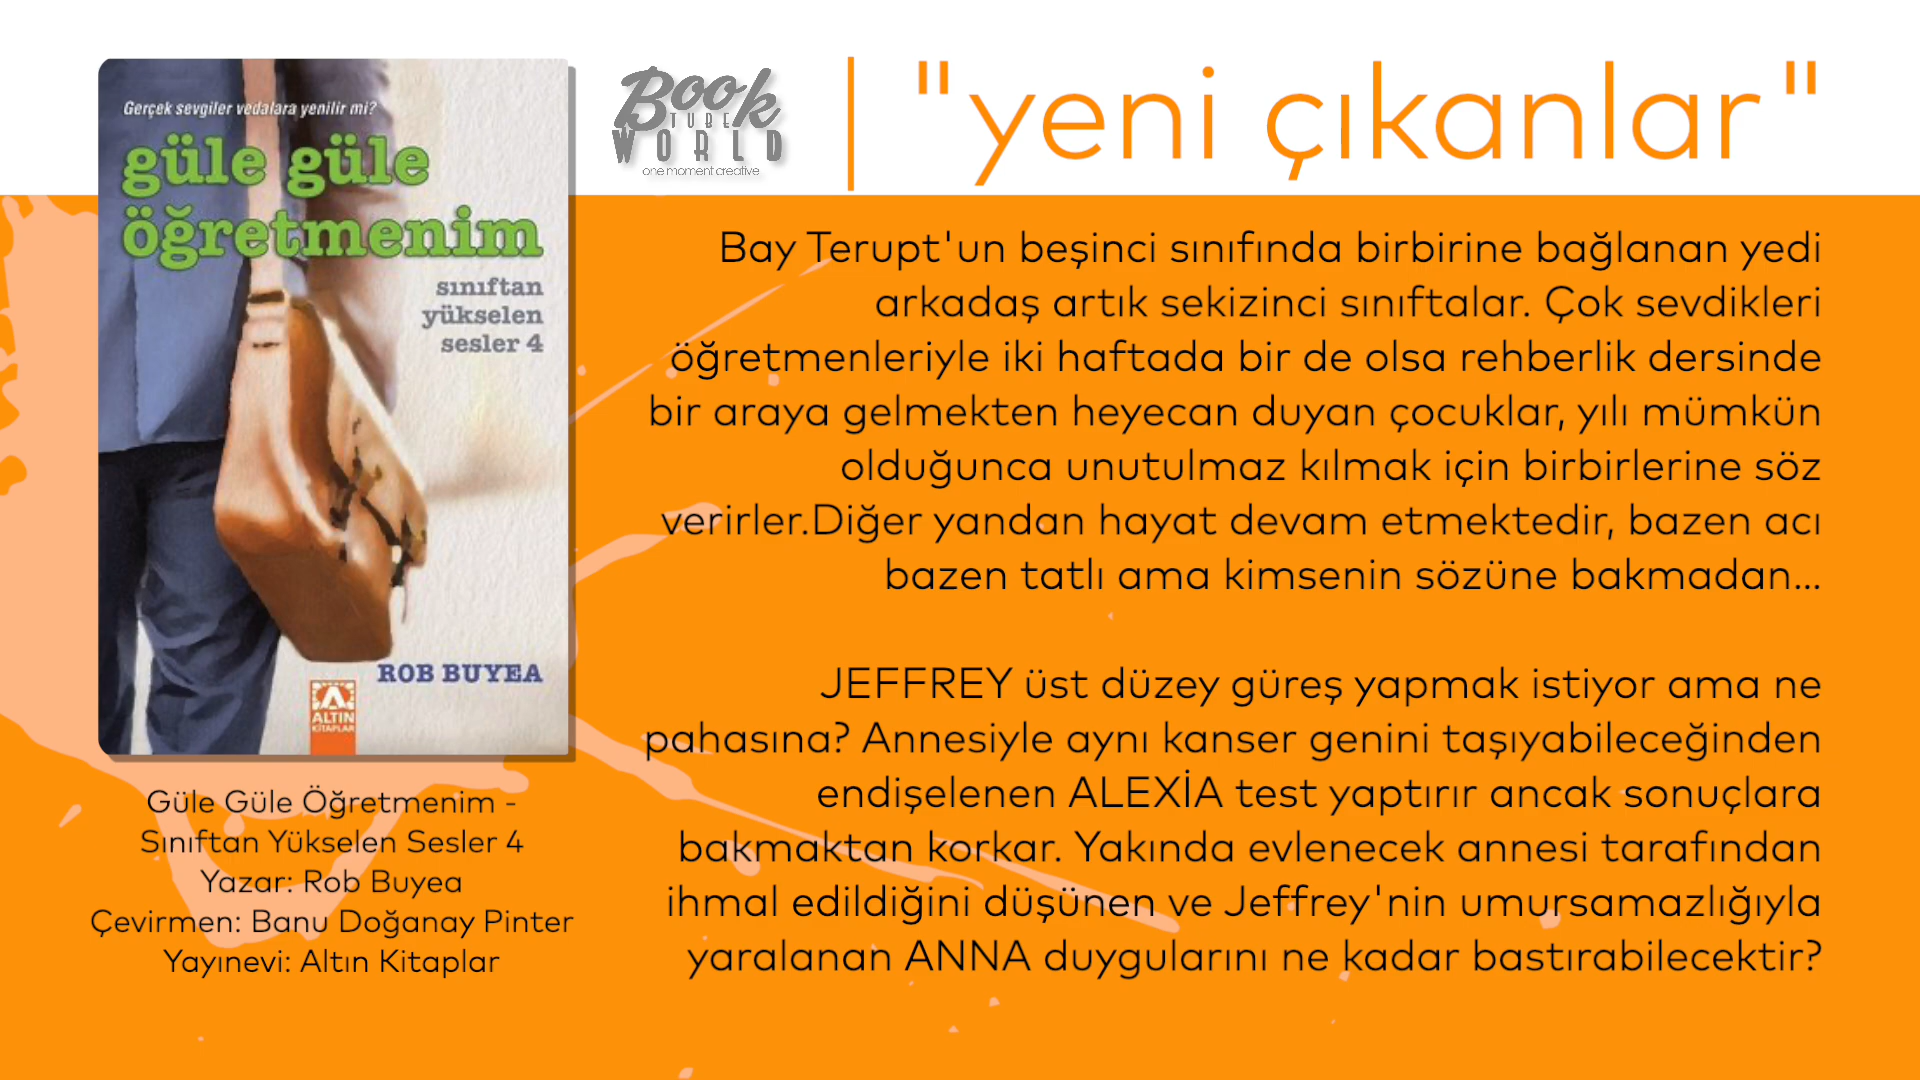 Gerçek sevgiler vedalara yenilir mi?
güle güle
öğretmenim
sınıftan
yükselen
sesler 4
ROB BUYEA
ALTIN
KİTAPLAR
Güle Güle Öğretmenim -
Sınıftan Yükselen Sesler 4
Yazar: Rob Buyea
Çevirmen: Banu Doğanay Pinter
Yayınevi: Altın Kitaplar
Book
TUBE
WORLD
one moment creative
"yeni çıkanlar"
Bay Terupt'un beşinci sınıfında birbirine bağlanan yedi
arkadaş artık sekizinci sınıftalar. Çok sevdikleri
öğretmenleriyle iki haftada bir de olsa rehberlik dersinde
bir araya gelmekten heyecan duyan çocuklar, yılı mümkün
olduğunca unutulmaz kılmak için birbirlerine söz
verirler.Diğer yandan hayat devam etmektedir, bazen acı
bazen tatlı ama kimsenin sözüne bakmadan...
JEFFREY üst düzey güreş yapmak istiyor ama ne
pahasına? Annesiyle aynı kanser genini taşıyabileceğinden
endişelenen ALEXİA test yaptırır ancak sonuçlara
bakmaktan korkar. Yakında evlenecek annesi tarafından
ihmal edildiğini düşünen ve Jeffrey'nin umursamazlığıyla
yaralanan ANNA duygularını ne kadar bastırabilecektir?